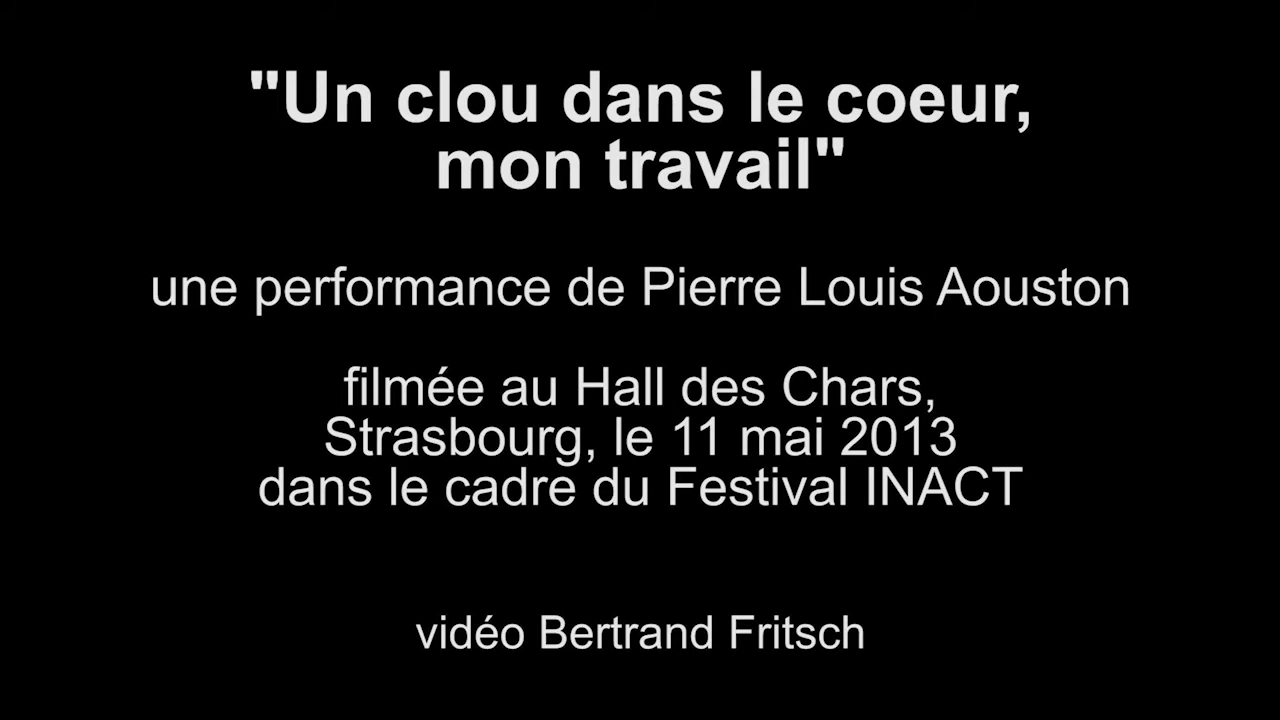 "Un clou dans le coeur,
mon travail"
une performance de Pierre Louis Aouston
filmée au Hall des Chars,
Strasbourg, le 11 mai 2013
dans le cadre du Festival INACT
vidéo Bertrand Fritsch